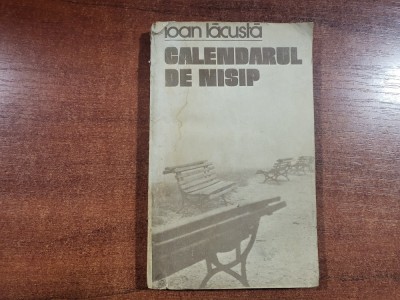 ioan lăcustă
CALENDARUL
DE NISIP